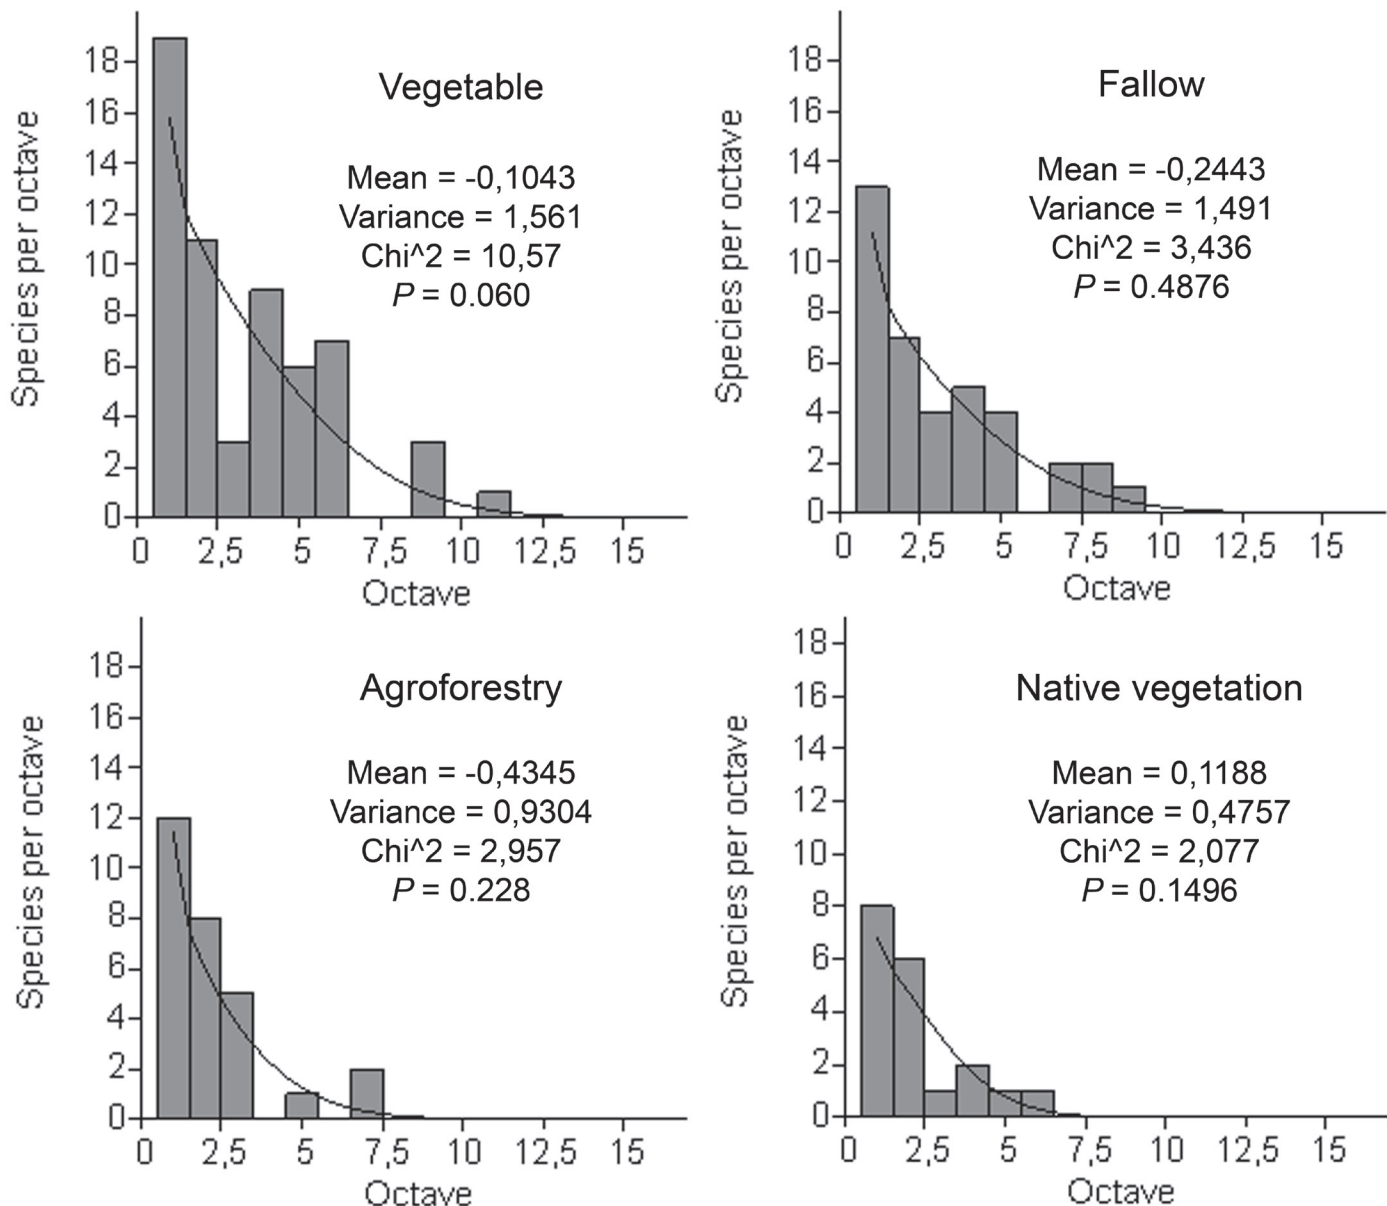 Vegetable
Mean = -0,1043
Variance = 1,561
Chi^2 = 10,57
P = 0.060
Species per octave
18
16
14
12
10
8
6
4
2
0
0 2,5 5 7,5 10 12,5 15
Octave
Fallow
Mean = -0,2443
Variance = 1,491
Chi^2 = 3,436
P = 0.4876
Species per octave
18
16
14
12
10
8
6
4
2
0
0 2,5 5 7,5 10 12,5 15
Octave
Agroforestry
Mean = -0,4345
Variance = 0,9304
Chi^2 = 2,957
P = 0.228
Species per octave
18
16
14
12
10
8
6
4
2
0
0 2,5 5 7,5 10 12,5 15
Octave
Native vegetation
Mean = 0,1188
Variance = 0,4757
Chi^2 = 2,077
P = 0.1496
Species per octave
18
16
14
12
10
8
6
4
2
0
0 2,5 5 7,5 10 12,5 15
Octave